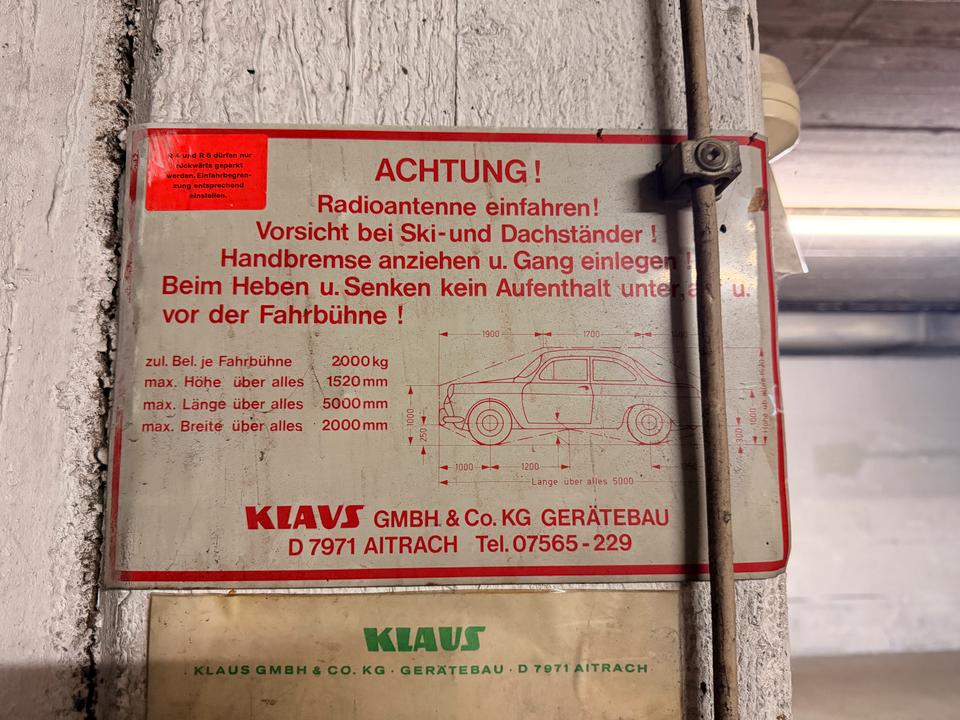 R 4 und R 5 dürfen nur
rückwärts geparkt
werden. Einfahrbegren-
zung entsprechend
einstellen.
ACHTUNG!
Radioantenne einfahren!
Vorsicht bei Ski-und Dachständer !
Handbremse anziehen u. Gang einlegen !
Beim Heben u. Senken kein Aufenthalt unter, u.
vor der Fahrbühne !
zul. Bel. je Fahrbühne 2000 kg
max. Höhe über alles 1520 mm
max. Länge über alles 5000 mm
max. Breite über alles 2000 mm
1900 1700
1000
250
300
1000
Höhe üb. alles 1520
1000 1200
Länge über alles 5000
KLAUS GMBH. & Co. KG GERÄTEBAU
D 7971 AITRACH Tel. 07565-229
KLAUS
KLAUS GMBH & CO. KG · GERÄTEBAU · D 7971 AITRACH